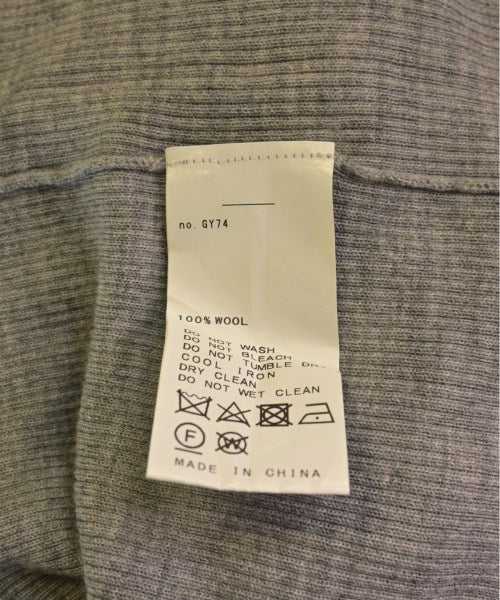 no. GY74
100% WOOL
DO NOT WASH
DO NOT BLEACH
DO NOT TUMBLE DRY
COOL IRON
DRY CLEAN
DO NOT WET CLEAN
F W
MADE IN CHINA